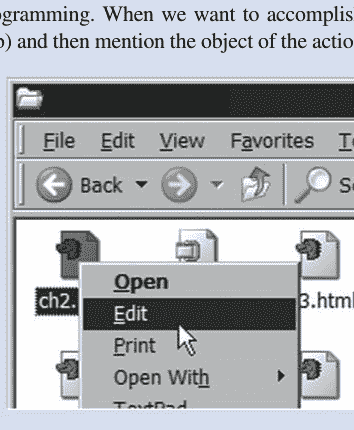 ogramming. When we want to accomplis
o) and then mention the object of the actio
File Edit View Favorites T
Back S
ch2. 3.html
Open
Edit
Print
Open With
TextPad